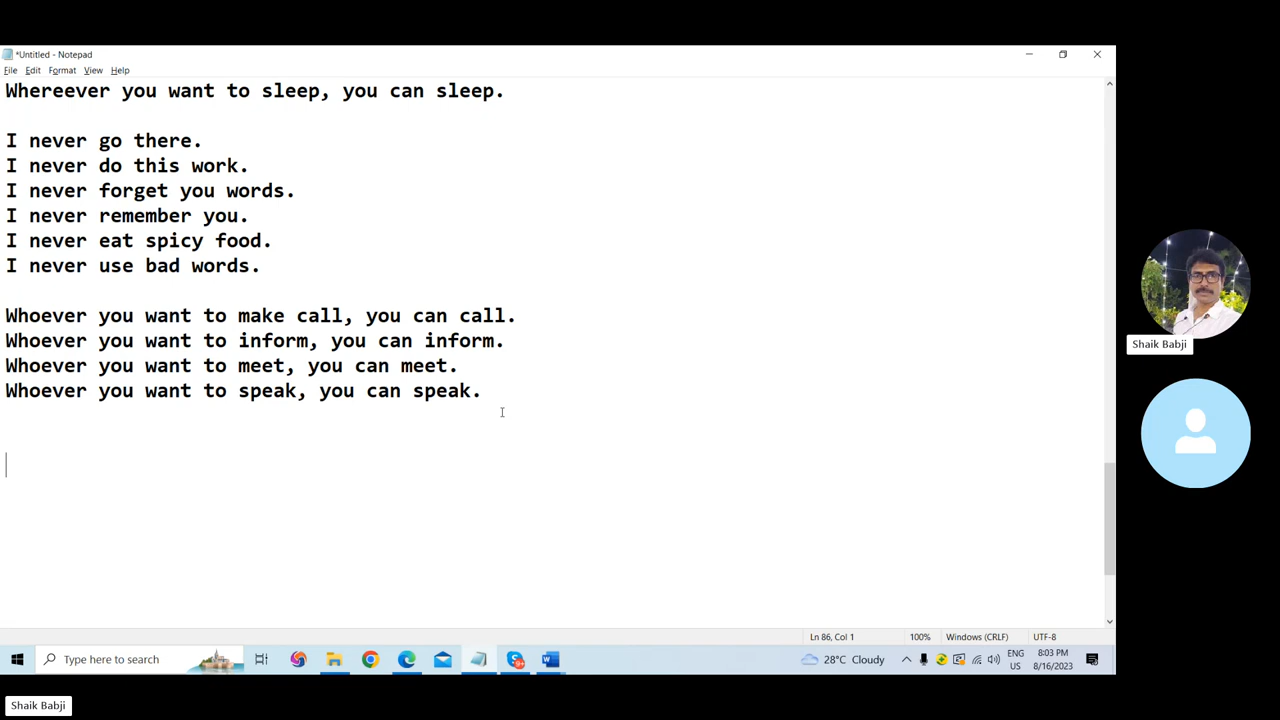 *Untitled - Notepad
File Edit Format View Help
Whereever you want to sleep, you can sleep.
I never go there.
I never do this work.
I never forget you words.
I never remember you.
I never eat spicy food.
I never use bad words.
Whoever you want to make call, you can call.
Whoever you want to inform, you can inform.
Whoever you want to meet, you can meet.
Whoever you want to speak, you can speak.
Shaik Babji
Ln 86, Col 1 100% Windows (CRLF) UTF-8
Type here to search
28°C Cloudy
ENG
US
8:03 PM
8/16/2023
Shaik Babji